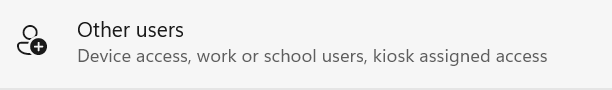 Other users
Device access, work or school users, kiosk assigned access